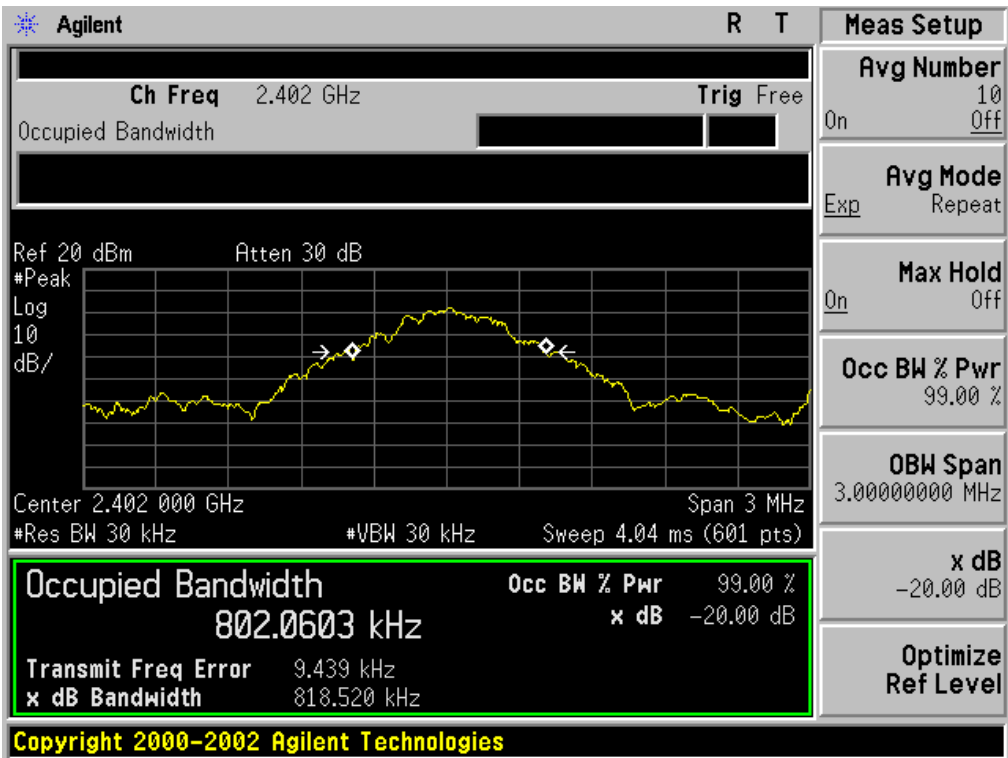 Agilent
R T
Ch Freq 2.402 GHz
Trig Free
Occupied Bandwidth
Ref 20 dBm Atten 30 dB
#Peak
Log
10
dB/
Center 2.402 000 GHz Span 3 MHz
#Res BW 30 kHz #VBW 30 kHz Sweep 4.04 ms (601 pts)
Occupied Bandwidth
802.0603 kHz
Occ BW % Pwr 99.00 %
x dB -20.00 dB
Transmit Freq Error 9.439 kHz
x dB Bandwidth 818.520 kHz
Copyright 2000-2002 Agilent Technologies
Meas Setup
Avg Number
10
On Off
Avg Mode
Exp Repeat
Max Hold
On Off
Occ BW % Pwr
99.00 %
OBW Span
3.00000000 MHz
x dB
-20.00 dB
Optimize
Ref Level